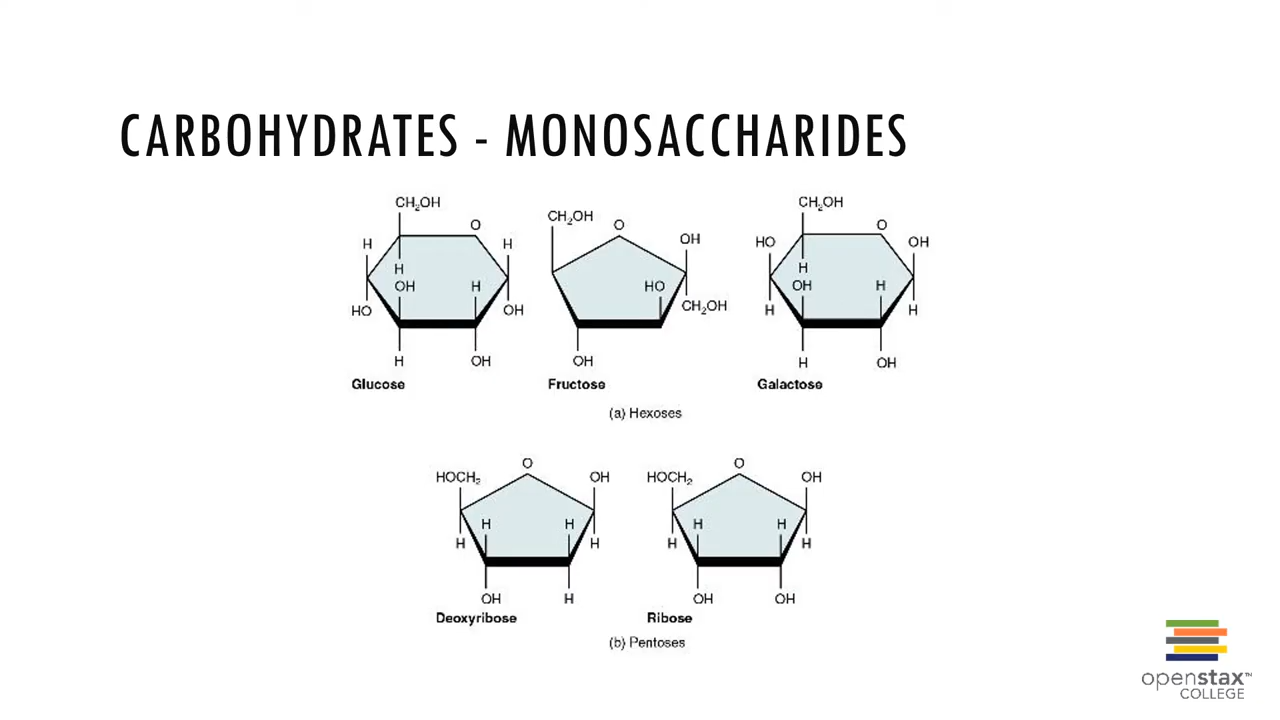 CARBOHYDRATES - MONOSACCHARIDES
CH₂OH
O
H
H
H
OH
H
HO
OH
H
OH
Glucose
CH₂OH
O
OH
HO
CH₂OH
OH
Fructose
CH₂OH
O
HO
OH
H
OH
H
H
H
H
OH
Galactose
(a) Hexoses
HOCH₂
O
OH
H
H
H
H
OH
H
Deoxyribose
HOCH₂
O
OH
H
H
H
H
OH
OH
Ribose
(b) Pentoses
openstax™
COLLEGE